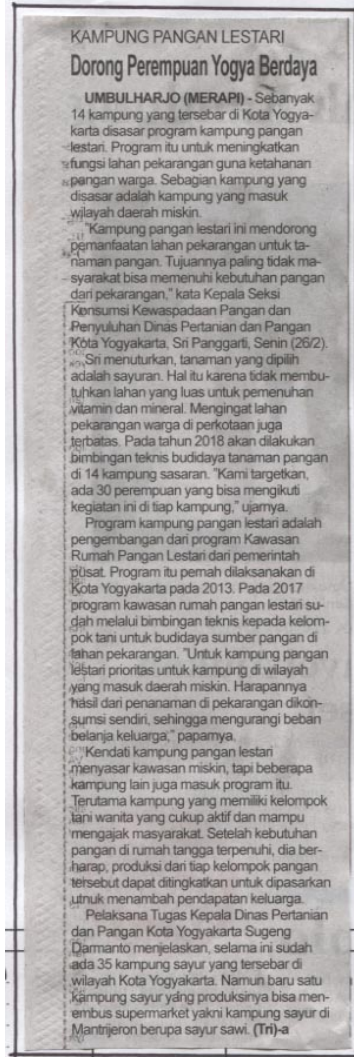 KAMPUNG PANGAN LESTARI
Dorong Perempuan Yogya Berdaya
UMBULHARJO (MERAPI) - Sebanyak
14 kampung yang tersebar di Kota Yogya-
karta disasar program kampung pangan
lestari. Program itu untuk meningkatkan
fungsi lahan pekarangan guna ketahanan
pangan warga. Sebagian kampung yang
disasar adalah kampung yang masuk
wilayah daerah miskin.
"Kampung pangan lestari ini mendorong
pemanfaatan lahan pekarangan untuk ta-
naman pangan. Tujuannya paling tidak ma-
syarakat bisa memenuhi kebutuhan pangan
dari pekarangan," kata Kepala Seksi
Konsumsi Kewaspadaan Pangan dan
Penyuluhan Dinas Pertanian dan Pangan
Kota Yogyakarta, Sri Panggarti, Senin (26/2).
Sri menuturkan, tanaman yang dipilih
adalah sayuran. Hal itu karena tidak membu-
tuhkan lahan yang luas untuk pemenuhan
vitamin dan mineral. Mengingat lahan
pekarangan warga di perkotaan juga
terbatas. Pada tahun 2018 akan dilakukan
bimbingan teknis budidaya tanaman pangan
di 14 kampung sasaran. "Kami targetkan,
ada 30 perempuan yang bisa mengikuti
kegiatan ini di tiap kampung," ujarnya.
Program kampung pangan lestari adalah
pengembangan dari program Kawasan
Rumah Pangan Lestari dari pemerintah
pusat. Program itu pernah dilaksanakan di
Kota Yogyakarta pada 2013. Pada 2017
program kawasan rumah pangan lestari su-
dah melalui bimbingan teknis kepada kelom-
pok tani untuk budidaya sumber pangan di
lahan pekarangan. "Untuk kampung pangan
lestari prioritas untuk kampung di wilayah
yang masuk daerah miskin. Harapannya
hasil dari penanaman di pekarangan dikon-
sumsi sendiri, sehingga mengurangi beban
belanja keluarga," paparnya.
Kendati kampung pangan lestari
menyasar kawasan miskin, tapi beberapa
kampung lain juga masuk program itu.
Terutama kampung yang memiliki kelompok
tani wanita yang cukup aktif dan mampu
mengajak masyarakat. Setelah kebutuhan
pangan di rumah tangga terpenuhi, dia ber-
harap, produksi dari tiap kelompok pangan
tersebut dapat ditingkatkan untuk dipasarkan
utnuk menambah pendapatan keluarga.
Pelaksana Tugas Kepala Dinas Pertanian
dan Pangan Kota Yogyakarta Sugeng
Darmanto menjelaskan, selama ini sudah
ada 35 kampung sayur yang tersebar di
wilayah Kota Yogyakarta. Namun baru satu
kampung sayur yang produksinya bisa men-
embus supermarket yakni kampung sayur di
Mantrijeron berupa sayur sawi. (Tri)-a